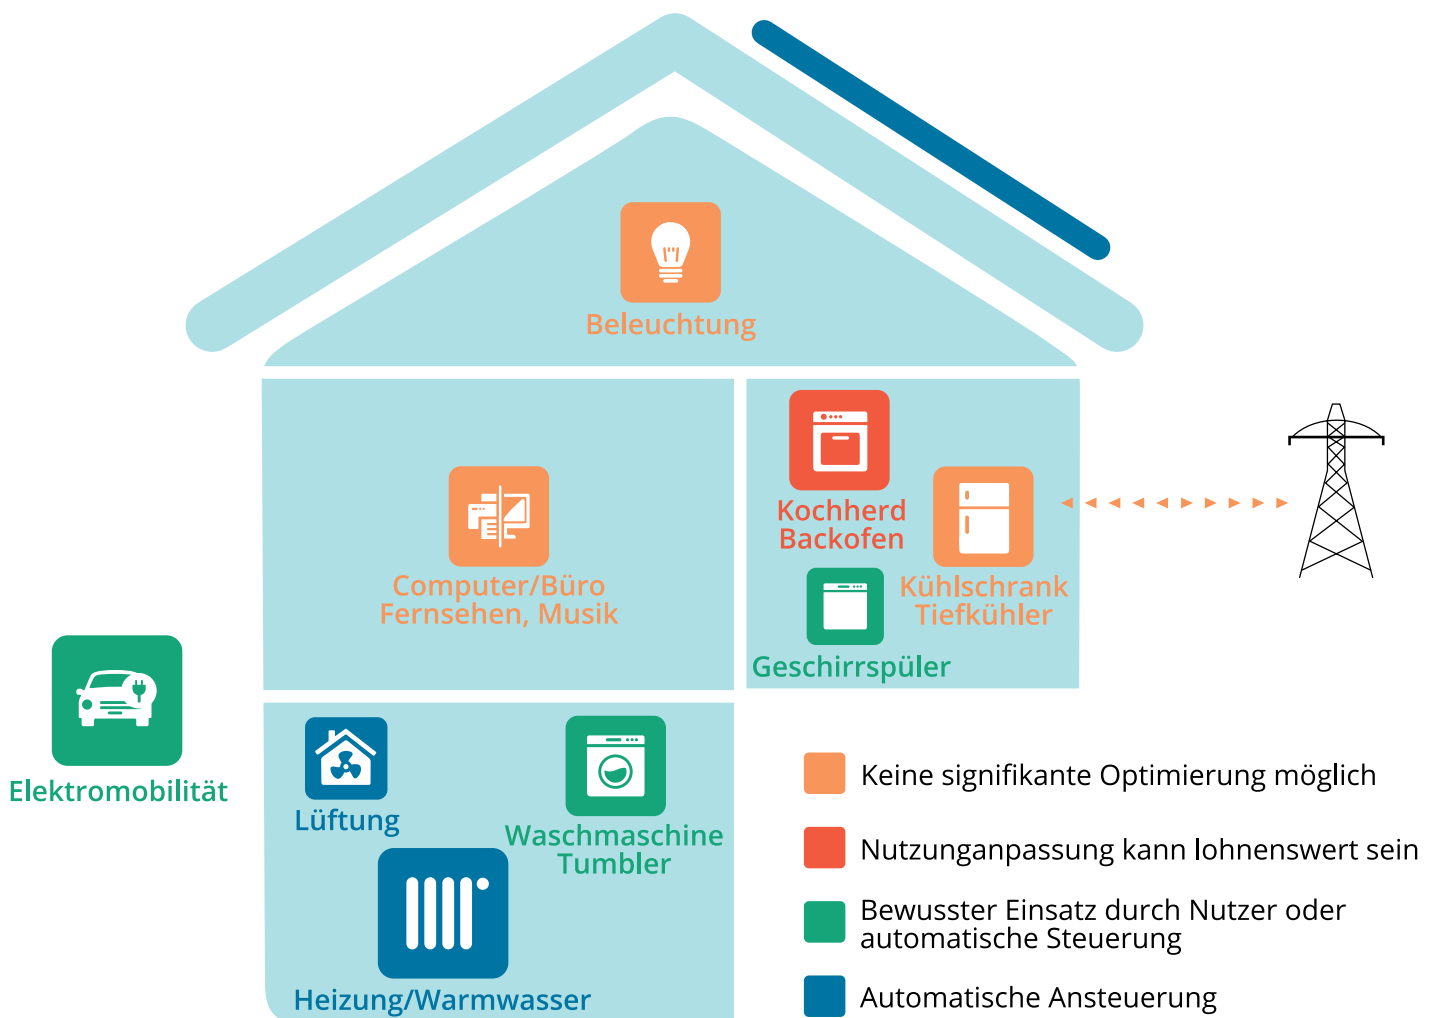 Beleuchtung
Computer/Büro
Fernsehen, Musik
Kochherd
Backofen
Kühlschrank
Tiefkühler
Geschirrspüler
Elektromobilität
Lüftung
Waschmaschine
Tumbler
Heizung/Warmwasser
Keine signifikante Optimierung möglich
Nutzunganpassung kann lohnenswert sein
Bewusster Einsatz durch Nutzer oder
automatische Steuerung
Automatische Ansteuerung